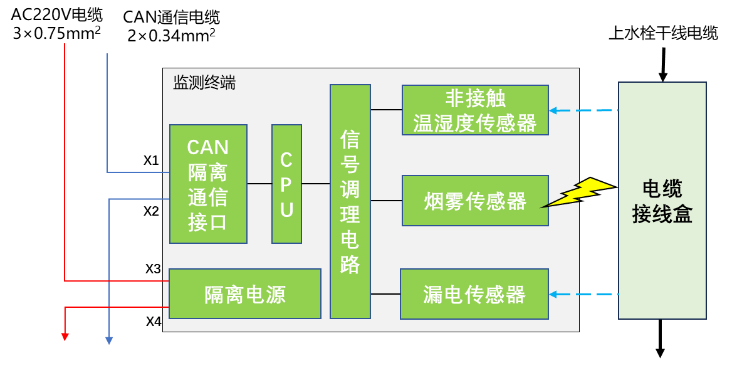 AC220V电缆
3×0.75mm²
CAN通信电缆
2×0.34mm²
上水栓干线电缆
监测终端
X1
X2
X3
X4
CAN
隔离
通信
接口
CPU
信号调理电路
非接触
温湿度传感器
烟雾传感器
漏电传感器
隔离电源
电缆
接线盒